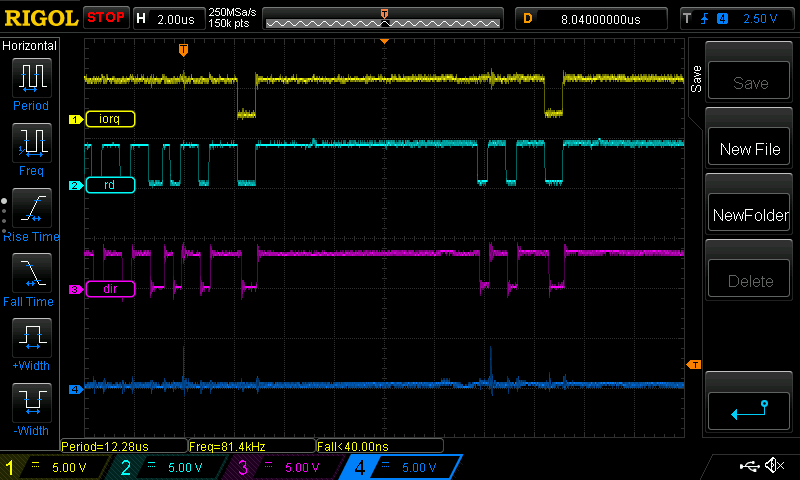 RIGOL STOP H 2.00us 250MSa/s 150k pts T D 8.04000000us T 4 2.50 V
Horizontal
Period
Freq
Rise Time
Fall Time
+Width
-Width
T
1 iorq
2 rd
3 dir
4
T
Save
Save
New File
NewFolder
Delete
Period=12.28us Freq=81.4kHz Fall<40.00ns
1 5.00 V 2 5.00 V 3 5.00 V 4 5.00 V